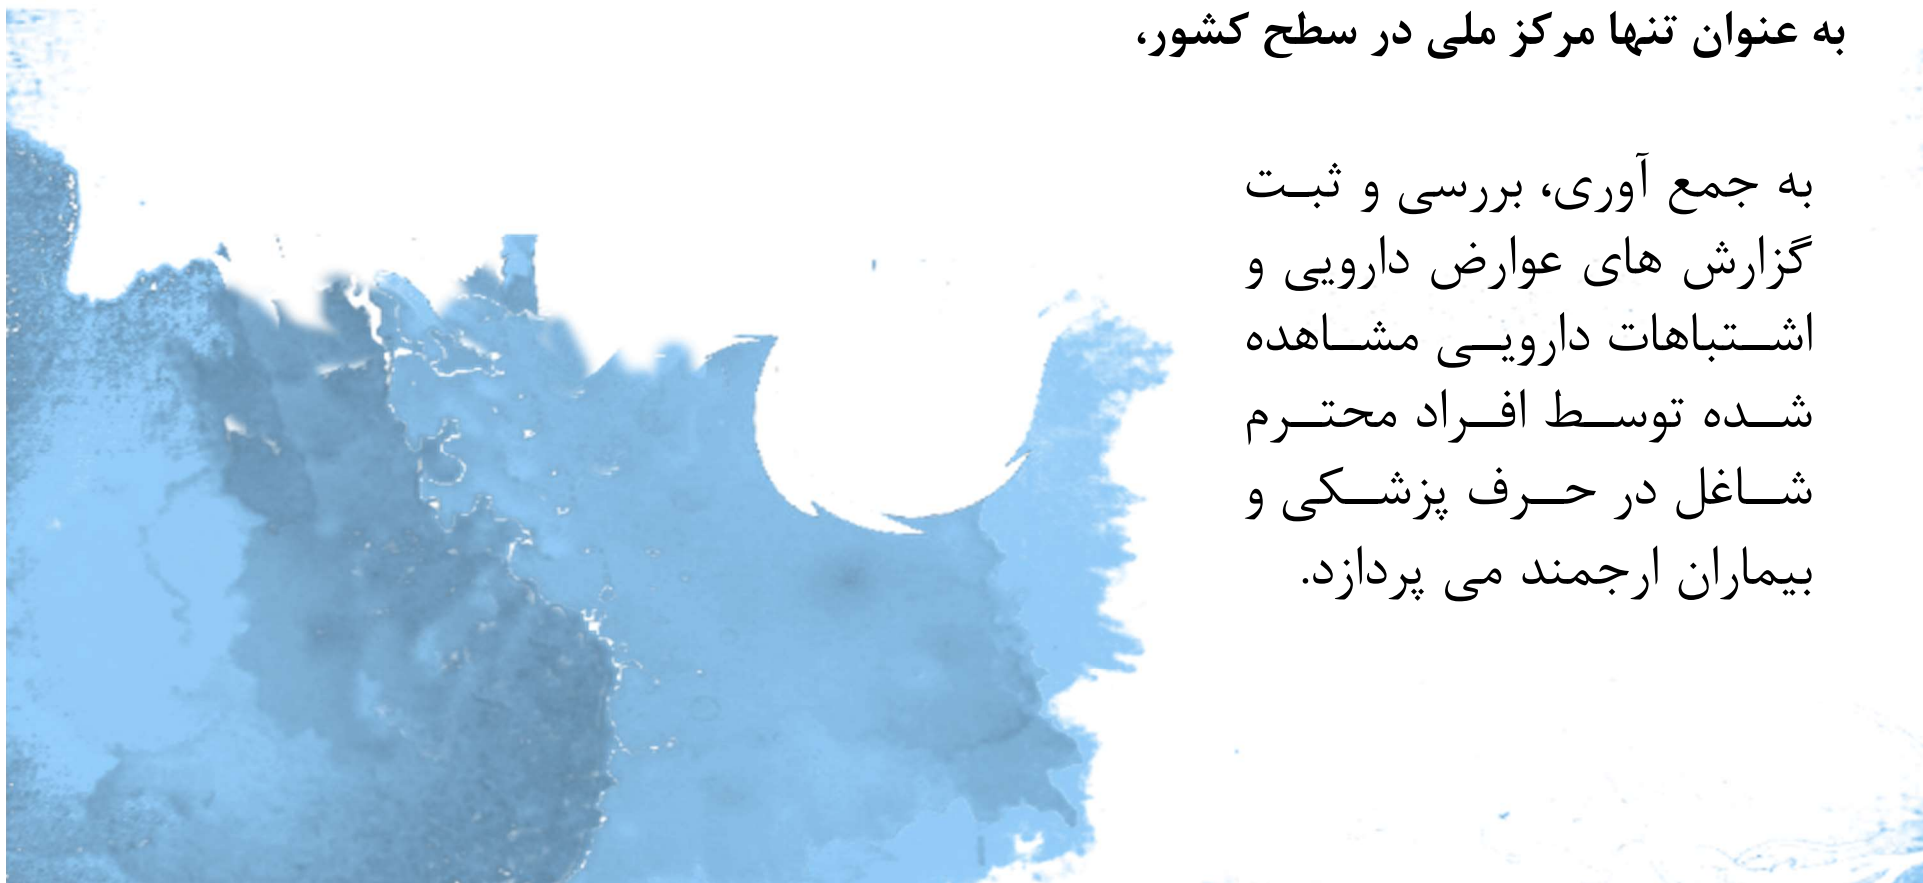 به عنوان تنها مرکز ملی در سطح کشور،
به جمع آوری، بررسی و ثبت
گزارش های عوارض دارویی و
اشتباهات دارویی مشاهده
شده توسط افراد محترم
شاغل در حرف پزشکی و
بیماران ارجمند می پردازد.